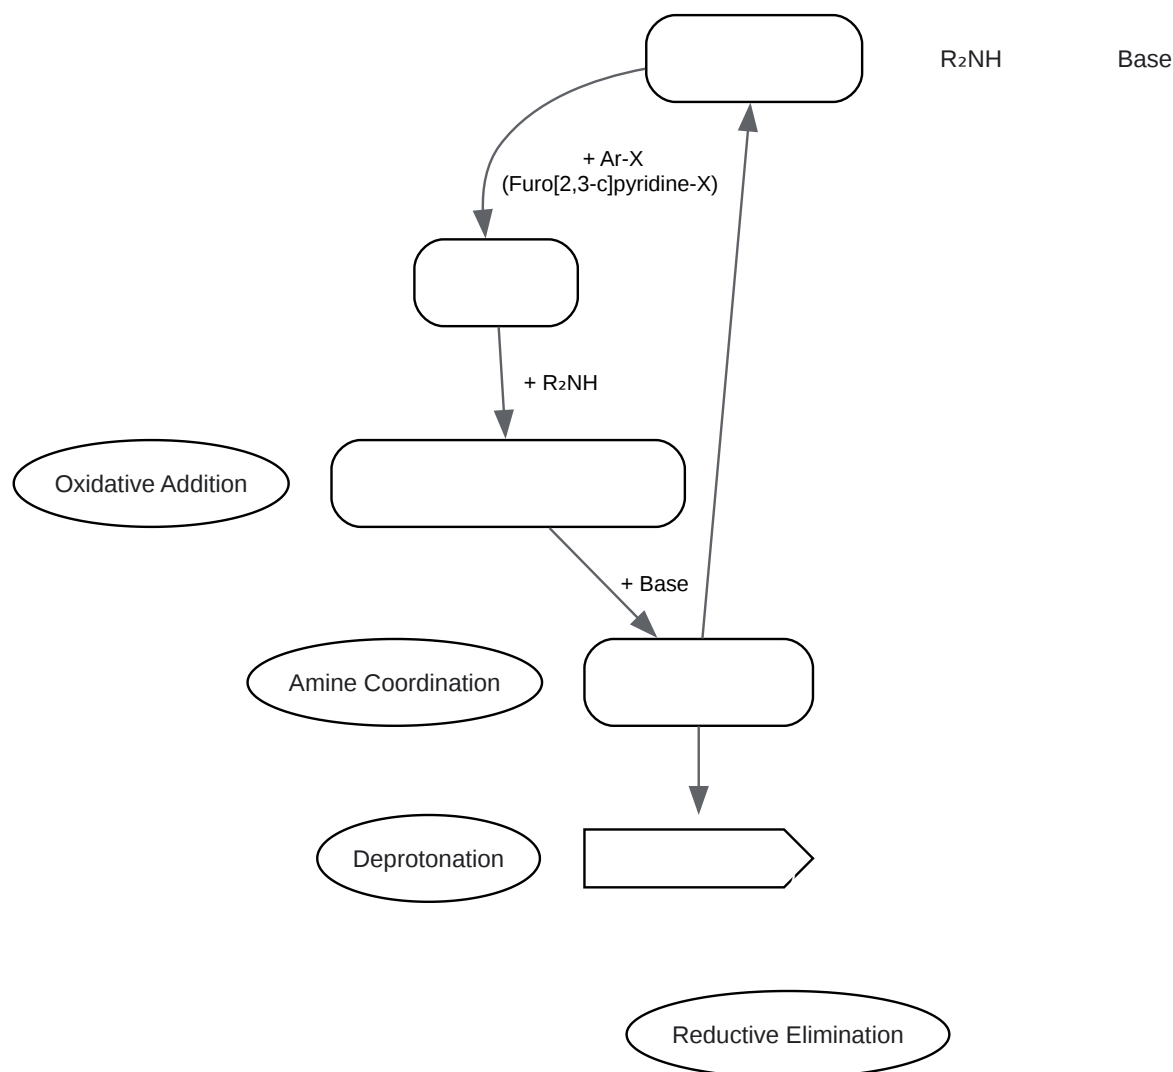 R₂NH
Base
+ Ar-X
(Furo[2,3-c]pyridine-X)
+ R₂NH
Oxidative Addition
+ Base
Amine Coordination
Deprotonation
Reductive Elimination